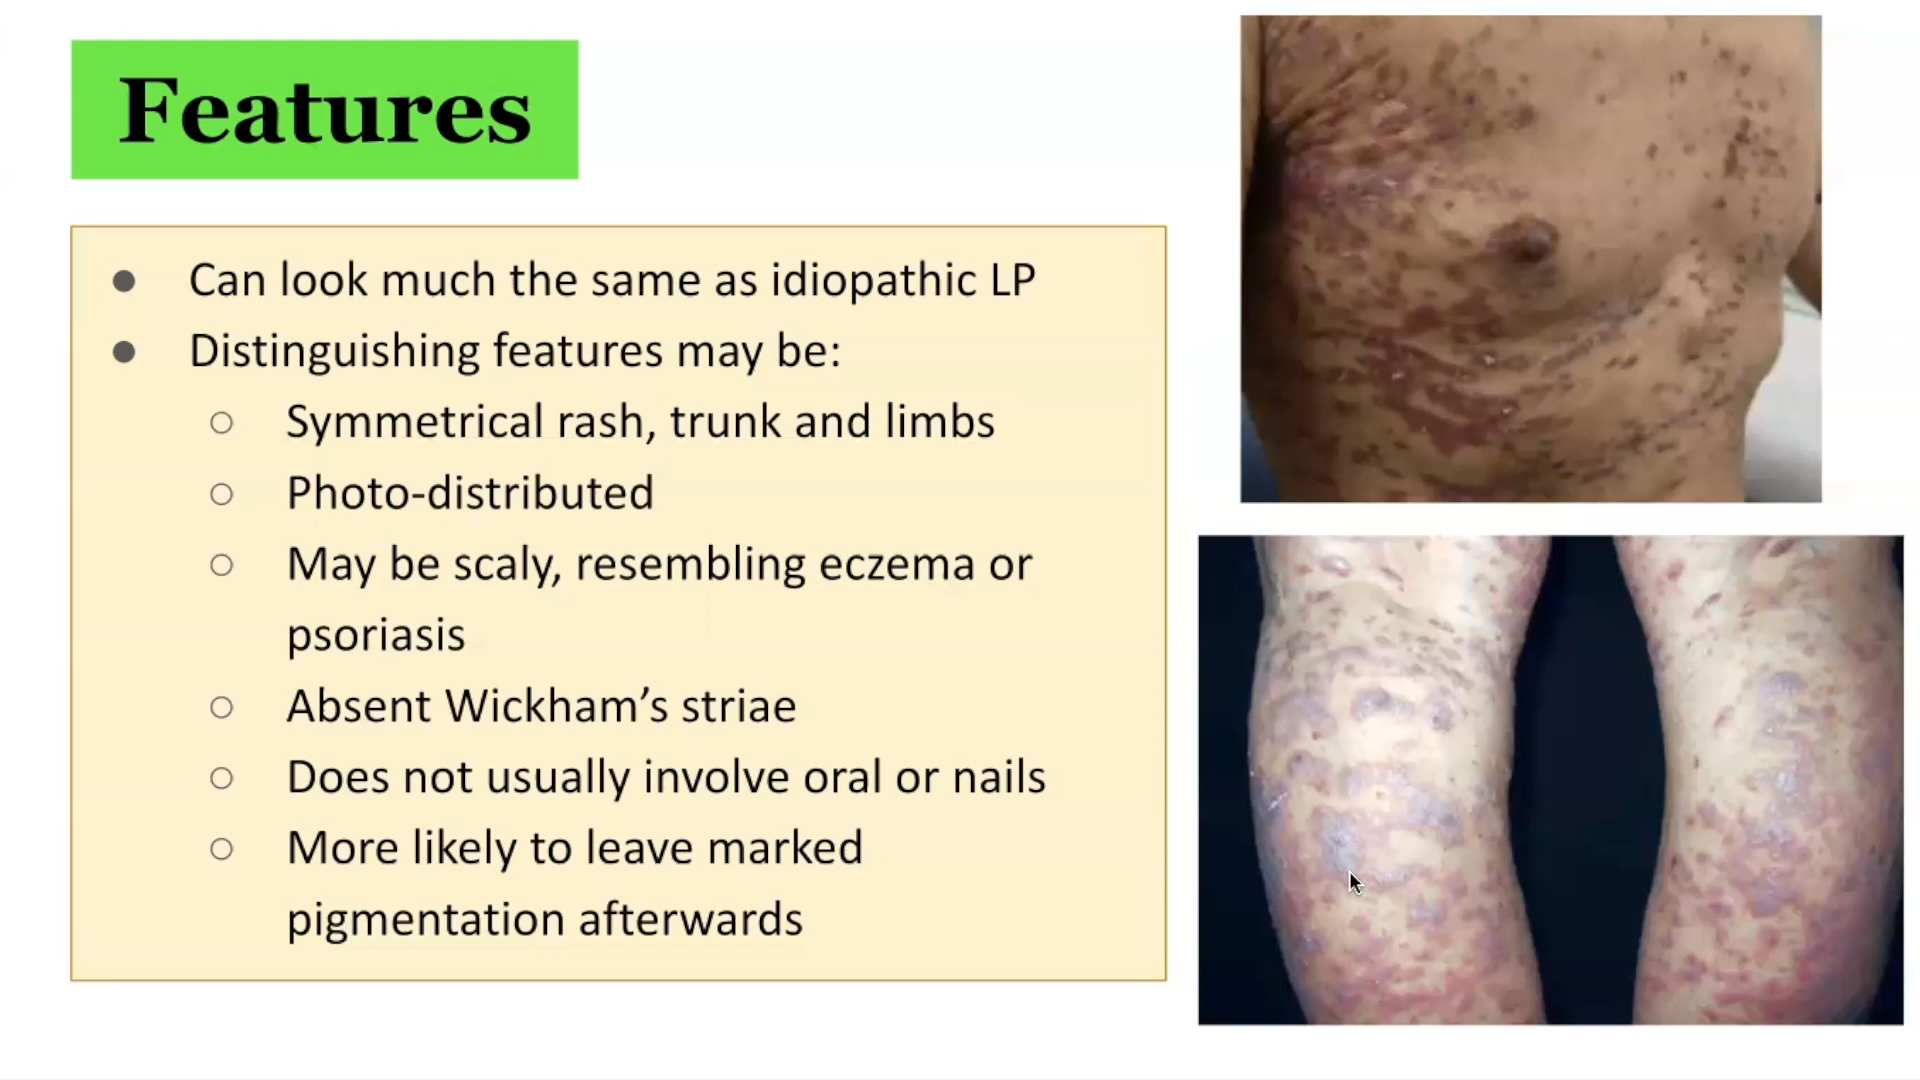 Features
● Can look much the same as idiopathic LP
● Distinguishing features may be:
○ Symmetrical rash, trunk and limbs
○ Photo-distributed
○ May be scaly, resembling eczema or
psoriasis
○ Absent Wickham’s striae
○ Does not usually involve oral or nails
○ More likely to leave marked
pigmentation afterwards